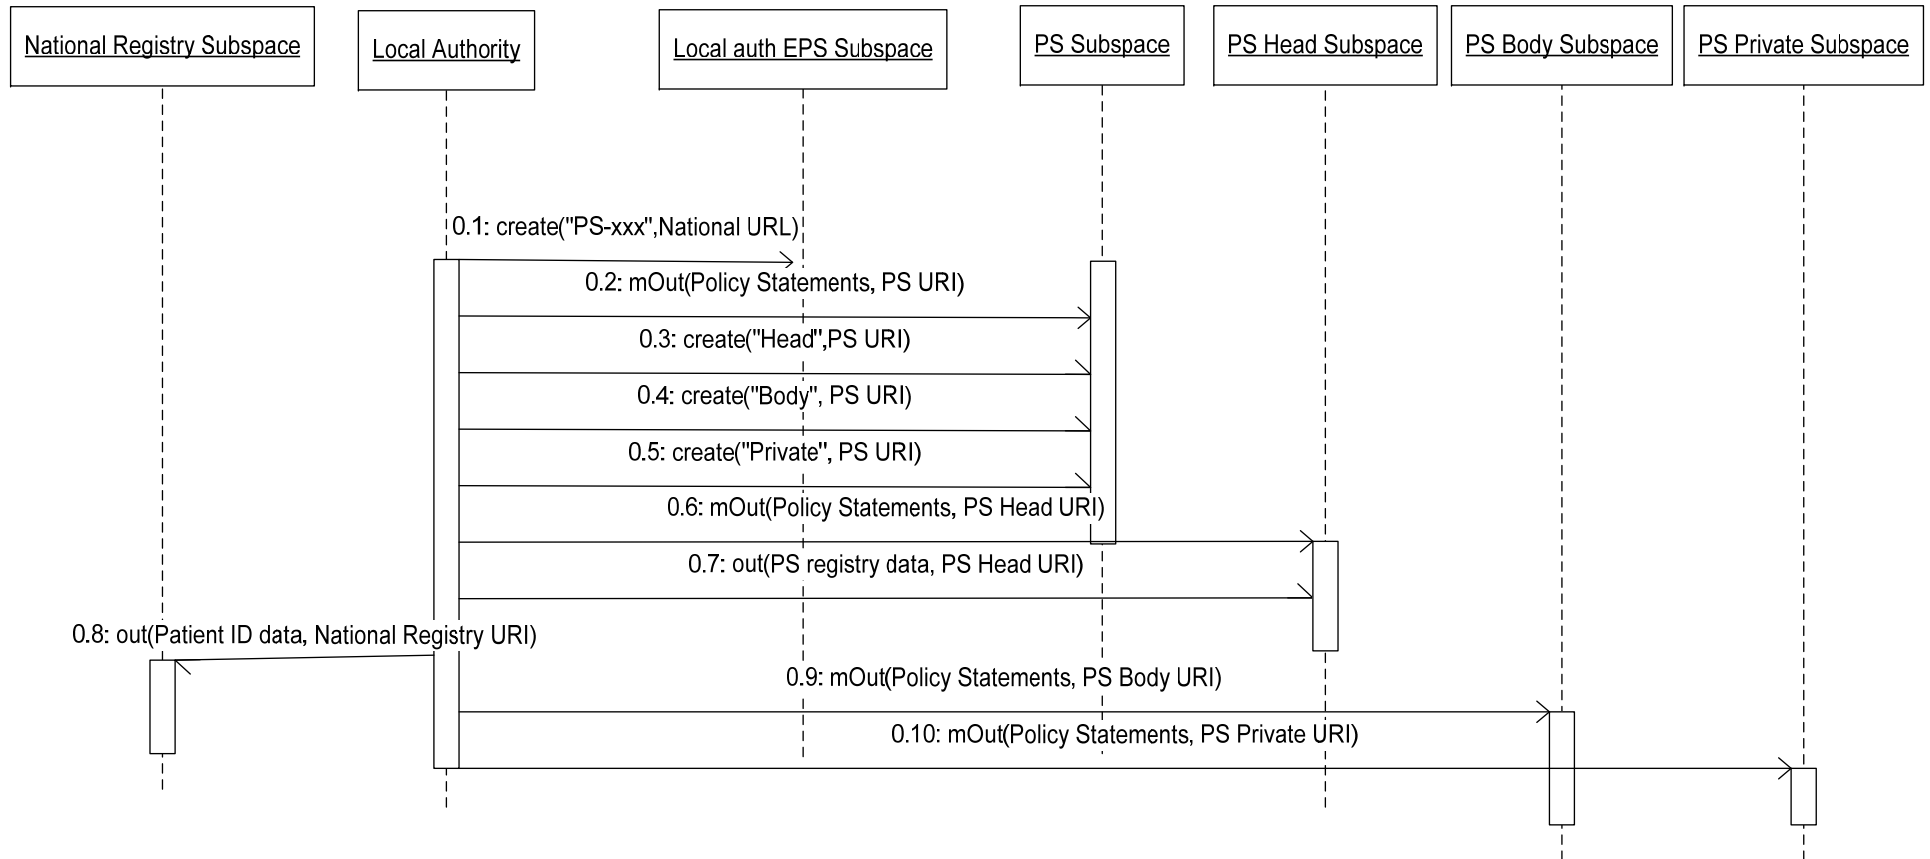 National Registry Subspace
Local Authority
Local auth EPS Subspace
PS Subspace
PS Head Subspace
PS Body Subspace
PS Private Subspace
0.1: create("PS-xxx",National URL)
0.2: mOut(Policy Statements, PS URI)
0.3: create("Head",PS URI)
0.4: create("Body", PS URI)
0.5: create("Private", PS URI)
0.6: mOut(Policy Statements, PS Head URI)
0.7: out(PS registry data, PS Head URI)
0.8: out(Patient ID data, National Registry URI)
0.9: mOut(Policy Statements, PS Body URI)
0.10: mOut(Policy Statements, PS Private URI)